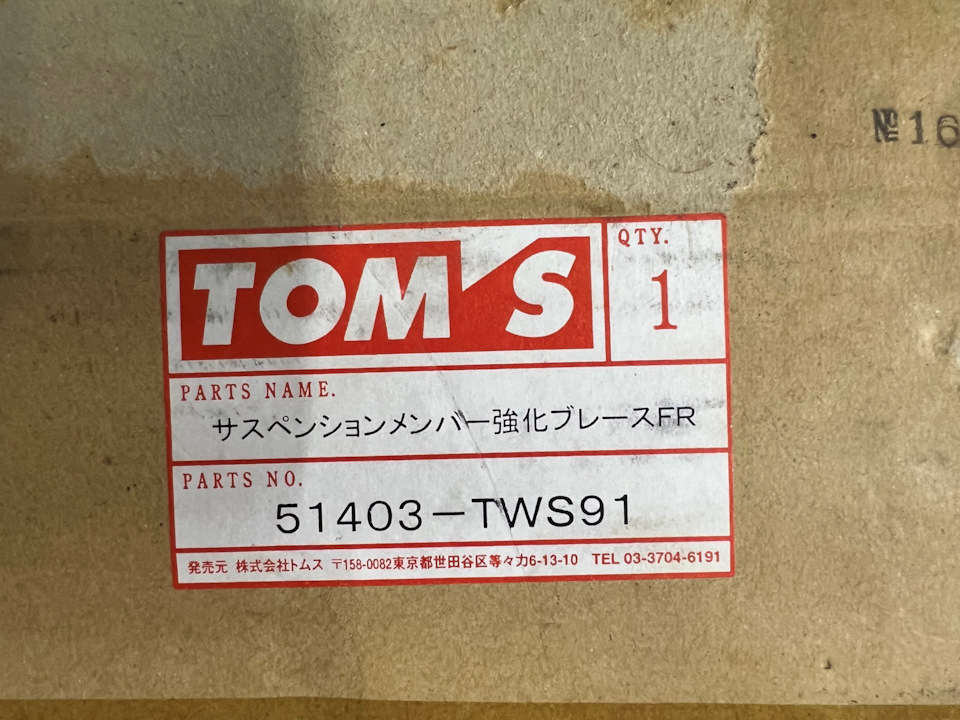 №16
TOM'S
QTY.
1
PARTS NAME.
サスペンションメンバー強化ブレースFR
PARTS NO.
51403-TWS91
発売元 株式会社トムス 〒158-0082東京都世田谷区等々力6-13-10 TEL 03-3704-6191